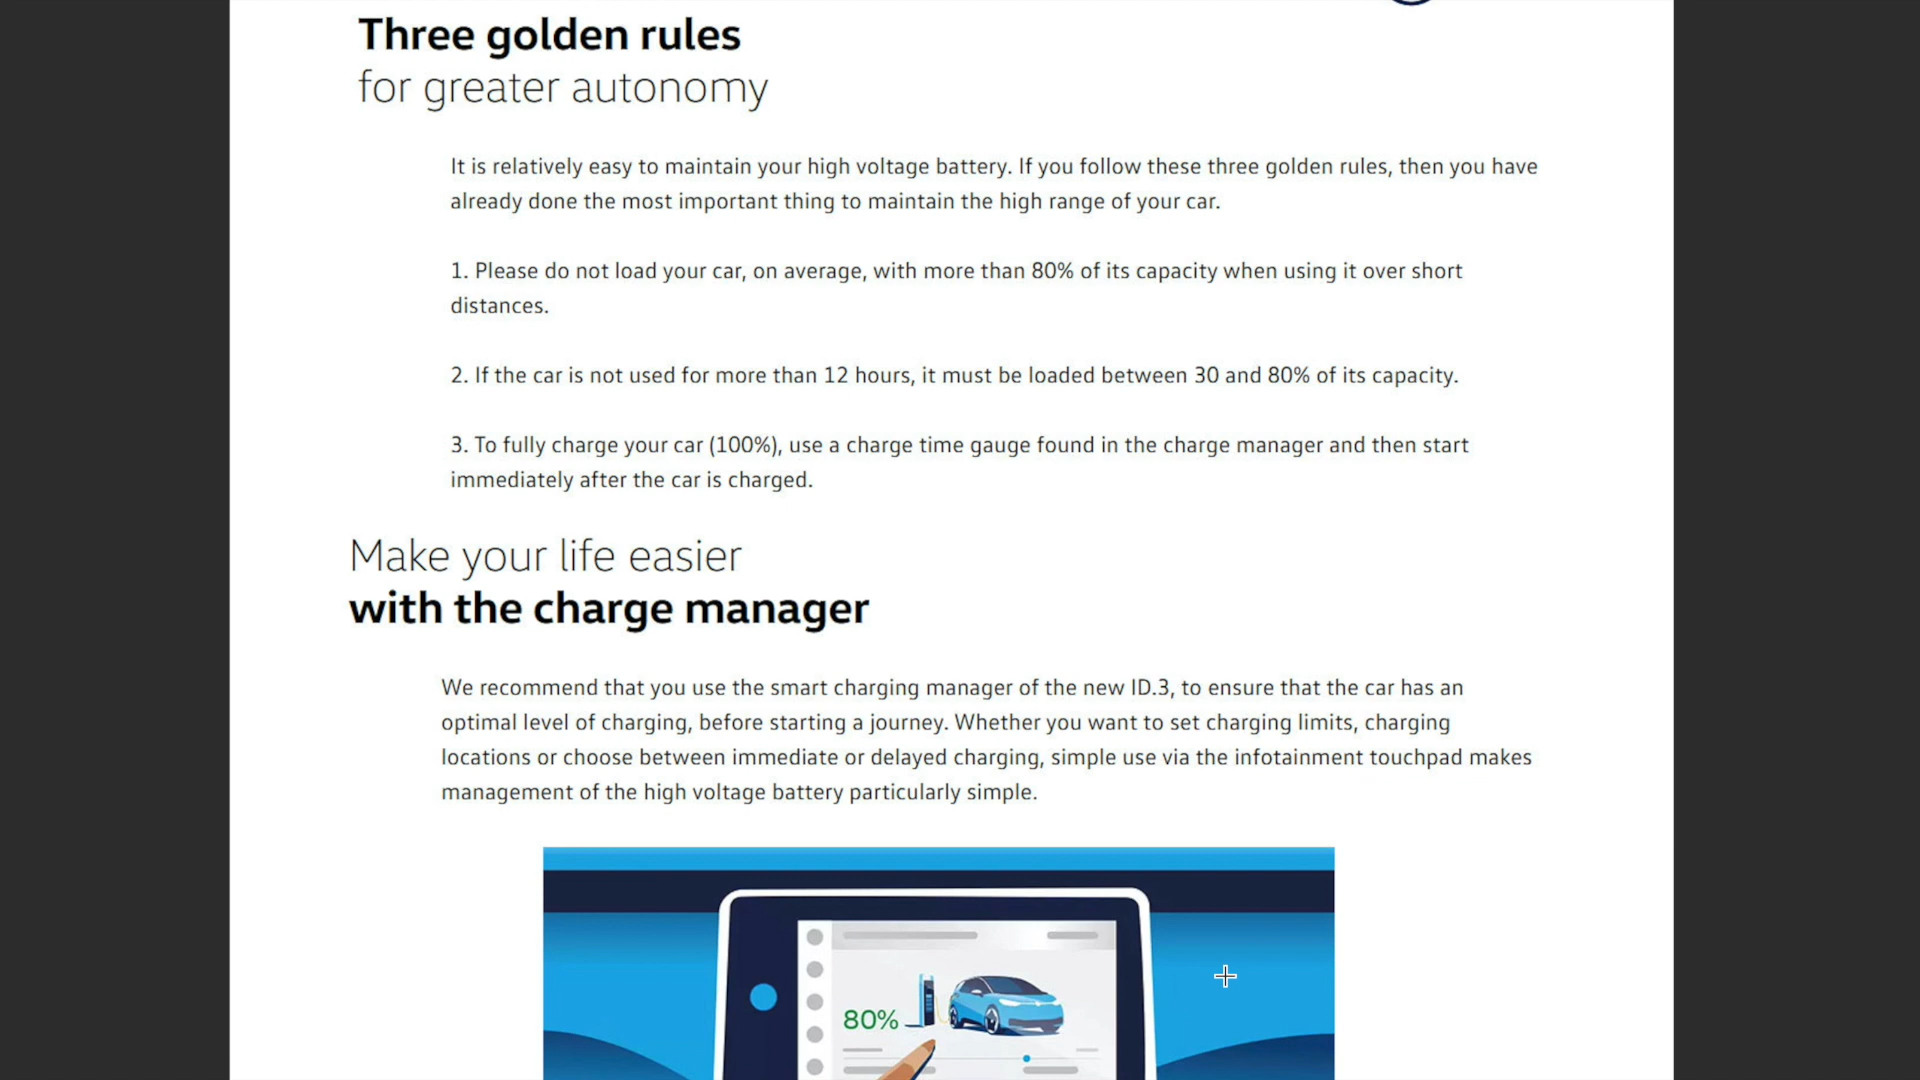 Three golden rules
for greater autonomy
It is relatively easy to maintain your high voltage battery. If you follow these three golden rules, then you have
already done the most important thing to maintain the high range of your car.
1. Please do not load your car, on average, with more than 80% of its capacity when using it over short
distances.
2. If the car is not used for more than 12 hours, it must be loaded between 30 and 80% of its capacity.
3. To fully charge your car (100%), use a charge time gauge found in the charge manager and then start
immediately after the car is charged.
Make your life easier
with the charge manager
We recommend that you use the smart charging manager of the new ID.3, to ensure that the car has an
optimal level of charging, before starting a journey. Whether you want to set charging limits, charging
locations or choose between immediate or delayed charging, simple use via the infotainment touchpad makes
management of the high voltage battery particularly simple.
80%